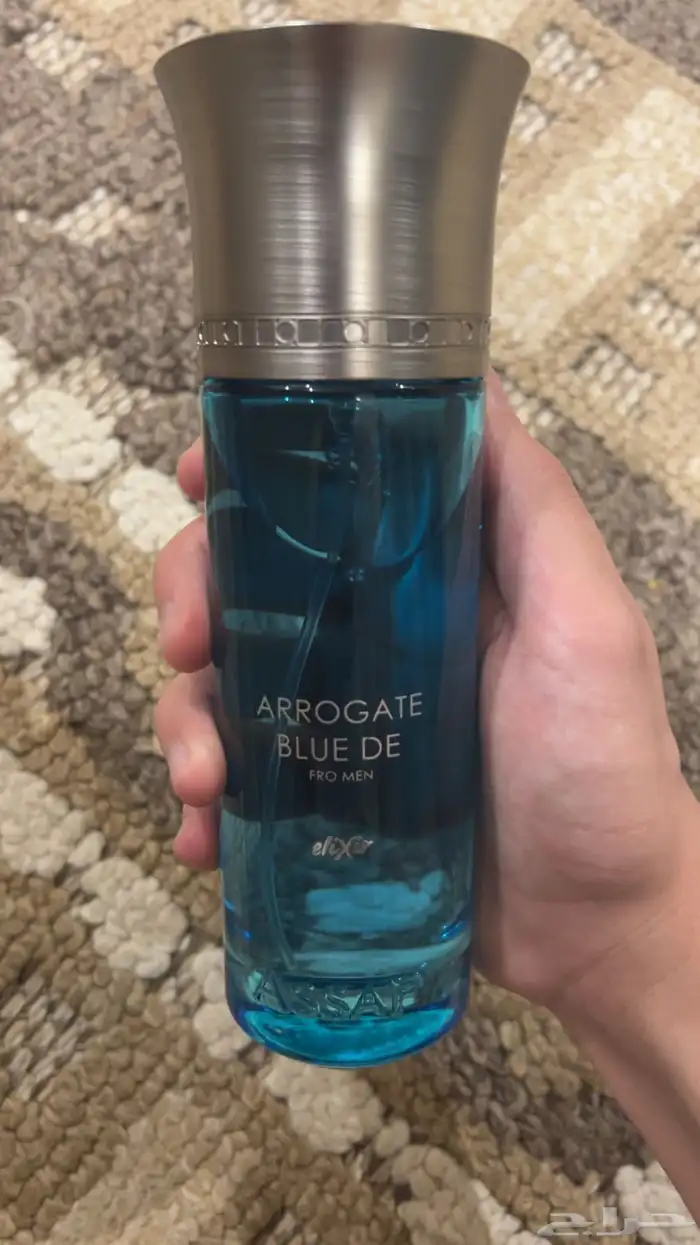 ARROGATE
BLUE DE
FRO MEN
elixir
ASSAF
حراج